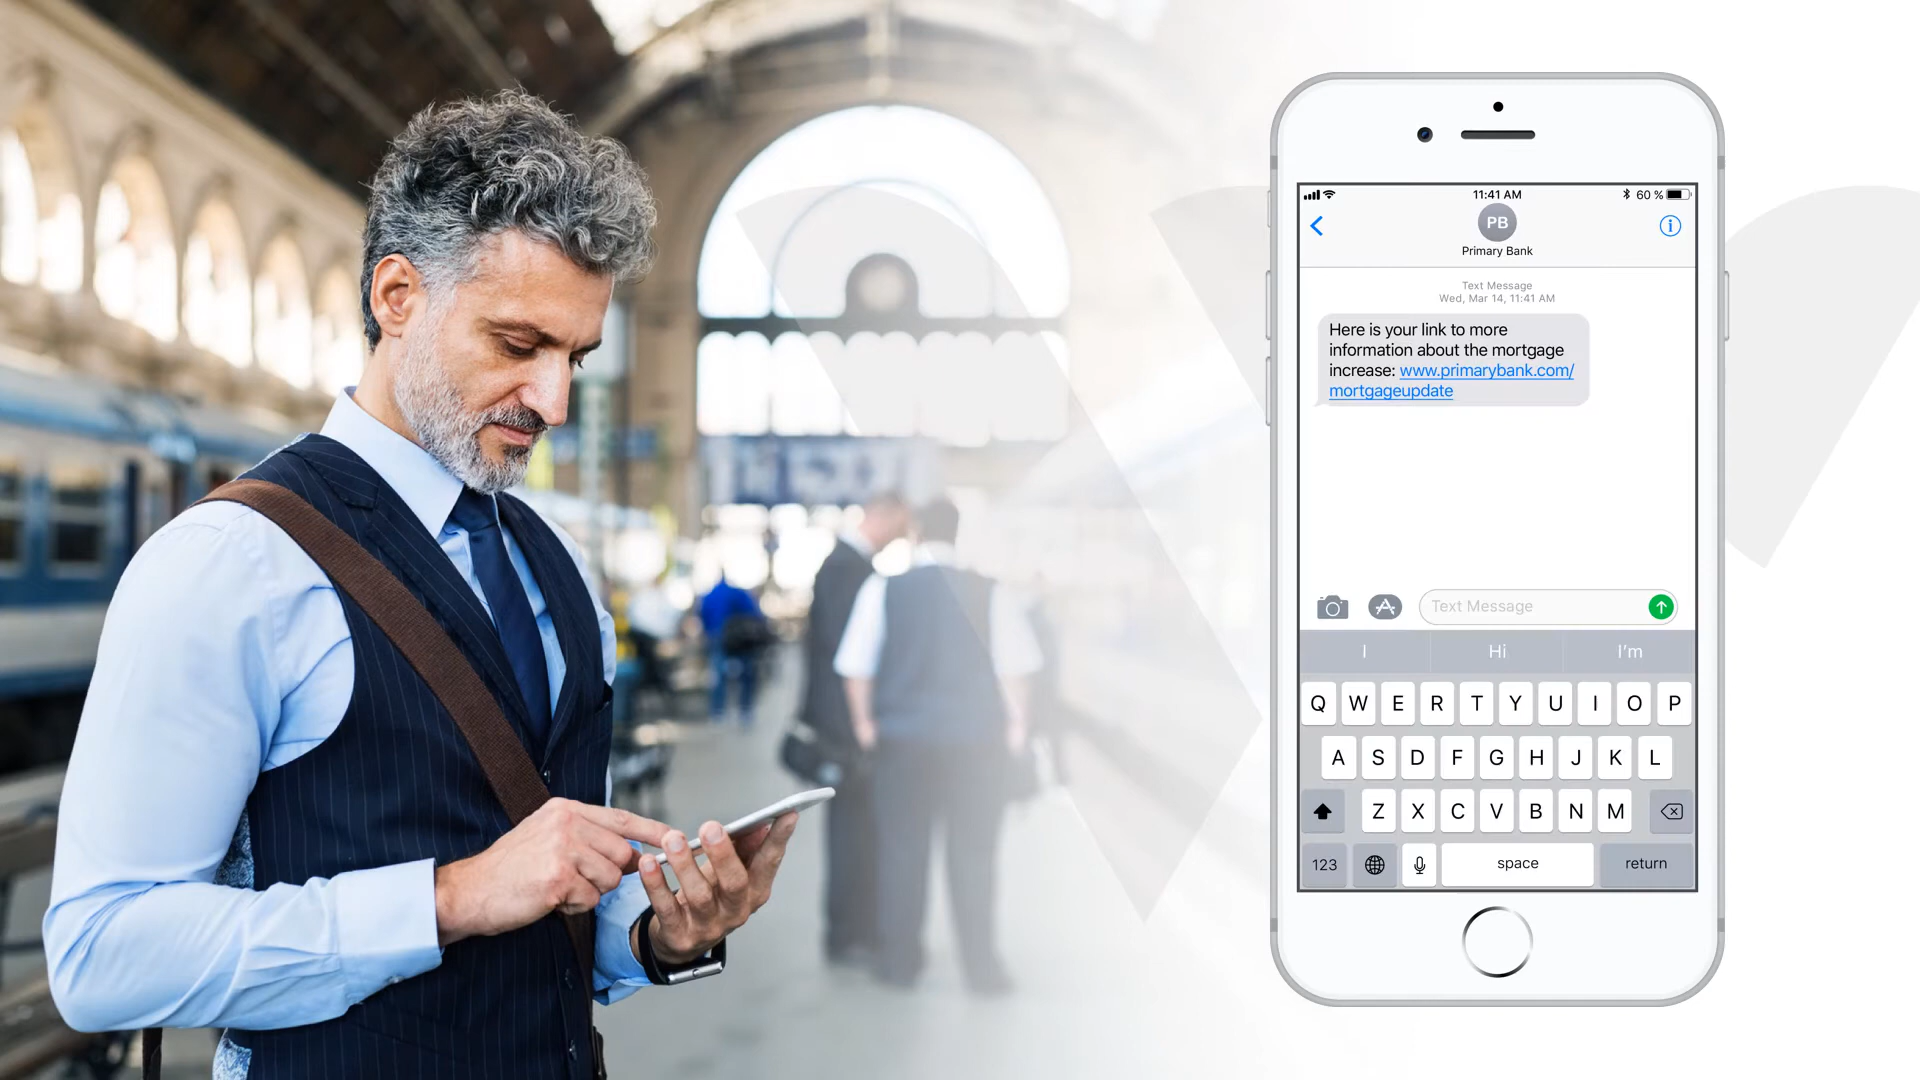 11:41 AM
60 %
PB
Primary Bank
Text Message
Wed, Mar 14, 11:41 AM
Here is your link to more
information about the mortgage
increase: www.primarybank.com/
mortgageupdate
Text Message
I Hi I'm
Q W E R T Y U I O P
A S D F G H J K L
Z X C V B N M
123 space return